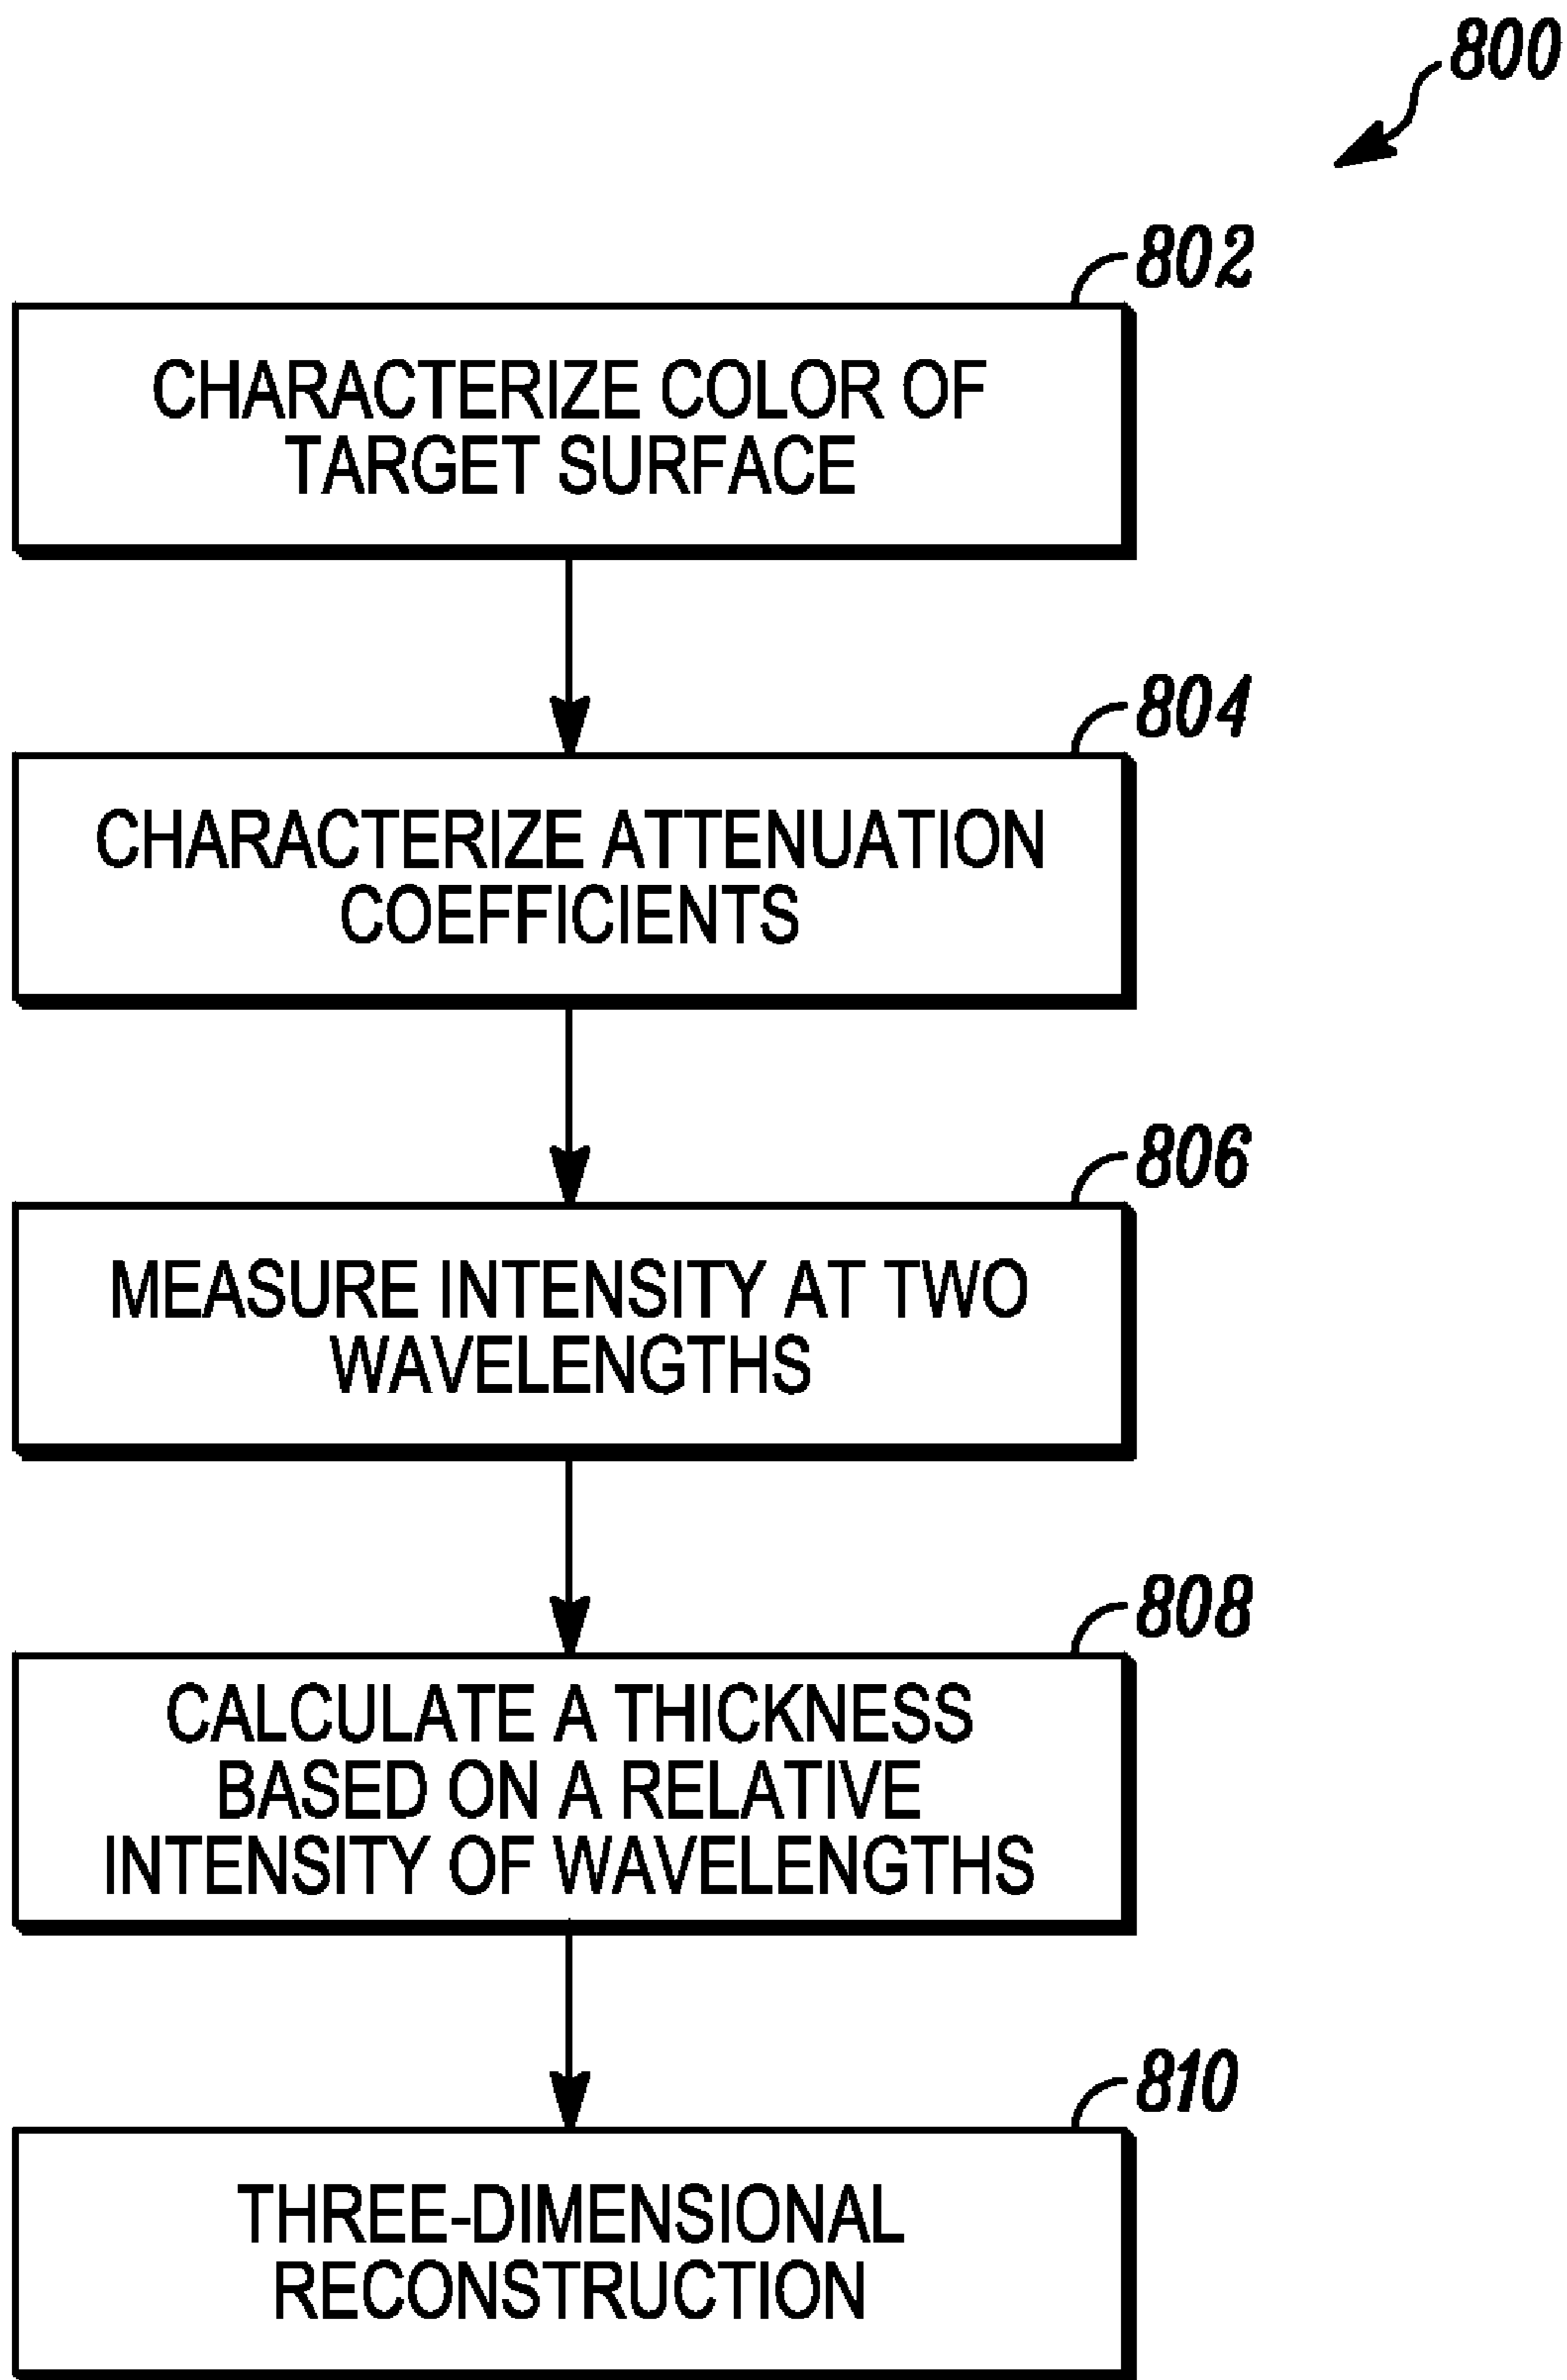 800
802
CHARACTERIZE COLOR OF
TARGET SURFACE
804
CHARACTERIZE ATTENUATION
COEFFICIENTS
806
MEASURE INTENSITY AT TWO
WAVELENGTHS
808
CALCULATE A THICKNESS
BASED ON A RELATIVE
INTENSITY OF WAVELENGTHS
810
THREE-DIMENSIONAL
RECONSTRUCTION